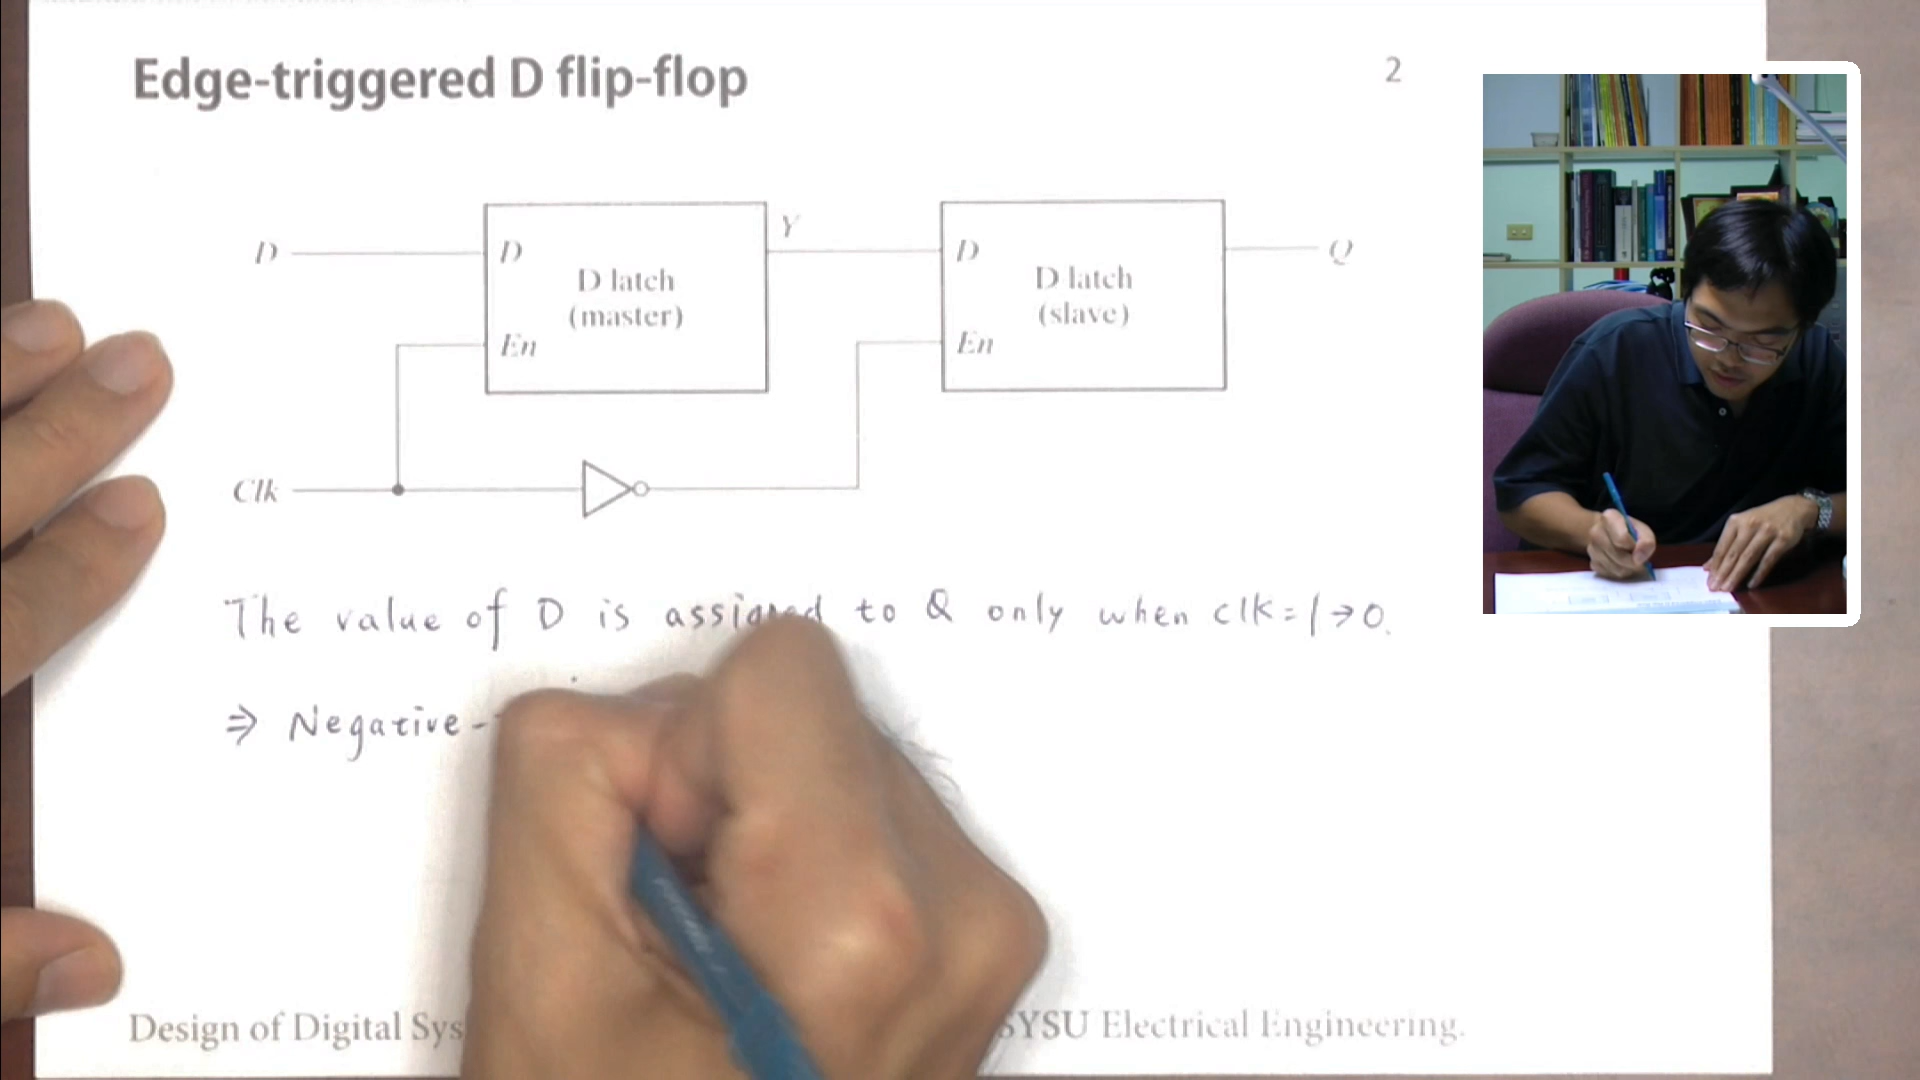 Edge-triggered D flip-flop
2
D
D
D latch
(master)
En
Y
D
D latch
(slave)
En
Q
Clk
The value of D is assigned to Q only when clk=1→0.
⇒ Negative-
Design of Digital Sys
SYSU Electrical Engineering.